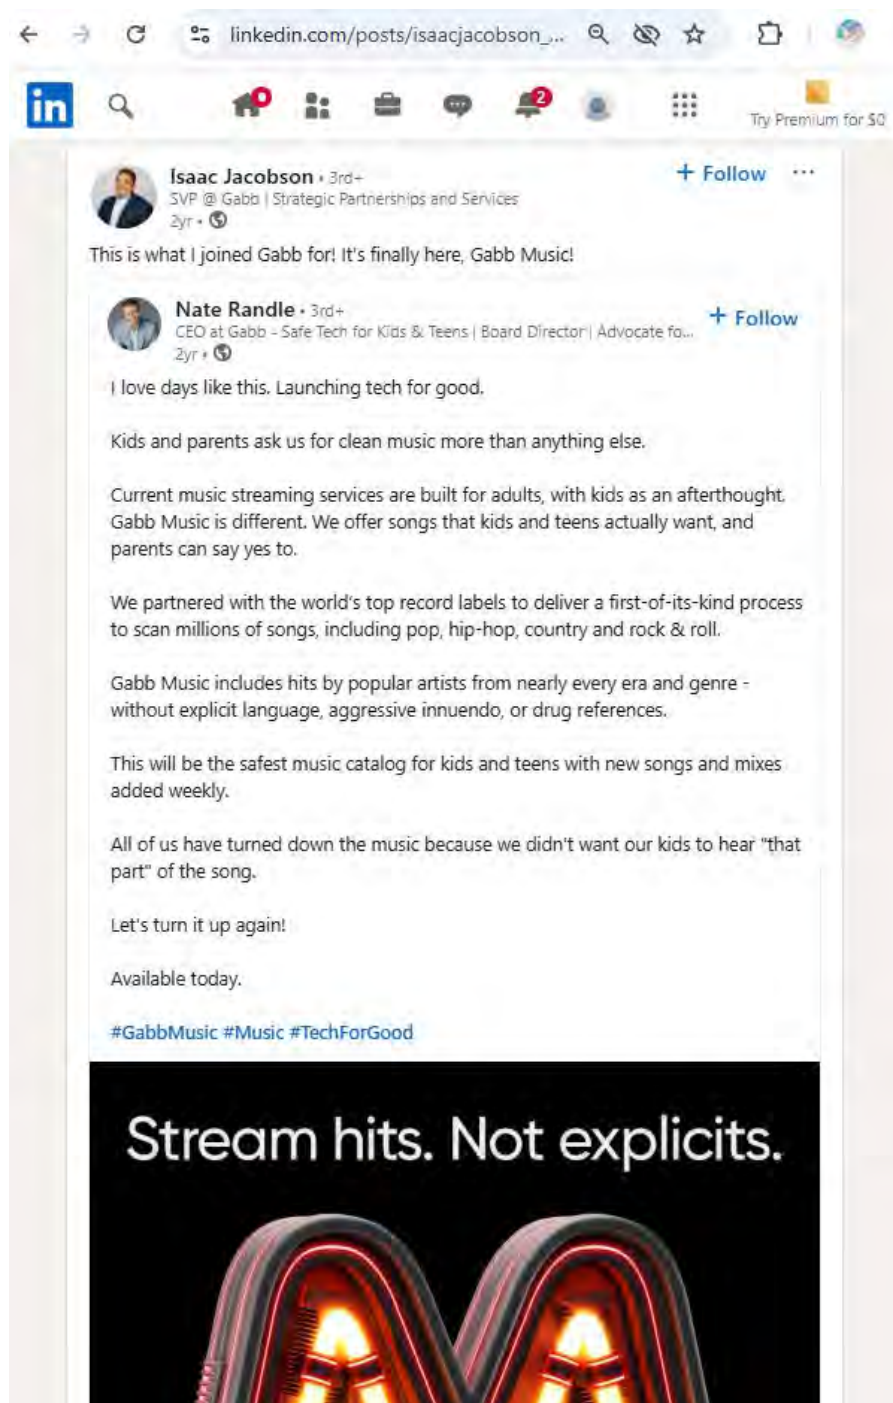 linkedin.com/posts/isaacjacobson_...
in
2
Try Premium for $0
Isaac Jacobson • 3rd+
SVP @ Gabb | Strategic Partnerships and Services
2yr •
+ Follow
...
This is what I joined Gabb for! It's finally here, Gabb Music!
Nate Randle • 3rd+
CEO at Gabb - Safe Tech for Kids & Teens | Board Director | Advocate fo...
2yr •
+ Follow
I love days like this. Launching tech for good.
Kids and parents ask us for clean music more than anything else.
Current music streaming services are built for adults, with kids as an afterthought.
Gabb Music is different. We offer songs that kids and teens actually want, and
parents can say yes to.
We partnered with the world's top record labels to deliver a first-of-its-kind process
to scan millions of songs, including pop, hip-hop, country and rock & roll.
Gabb Music includes hits by popular artists from nearly every era and genre -
without explicit language, aggressive innuendo, or drug references.
This will be the safest music catalog for kids and teens with new songs and mixes
added weekly.
All of us have turned down the music because we didn't want our kids to hear "that
part" of the song.
Let's turn it up again!
Available today.
#GabbMusic #Music #TechForGood
Stream hits. Not explicits.